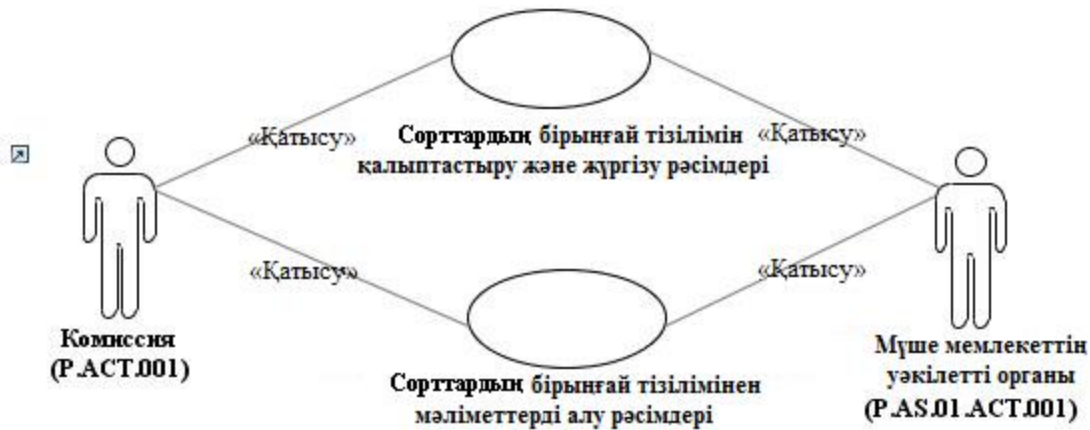 «Қатысу»
Сорттардың бірыңғай тізілімін
қалыптастыру және жүргізу рәсімдері
«Қатысу»
«Қатысу»
«Қатысу»
Комиссия
(P.ACT.001)
Сорттардың бірыңғай тізілімінен
мәліметтерді алу рәсімдері
Мүше мемлекеттің
уәкілетті органы
(P.AS.01.ACT.001)